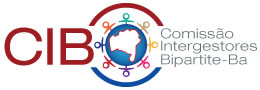 CIB
Comissão
Intergestores
Bipartite-Ba